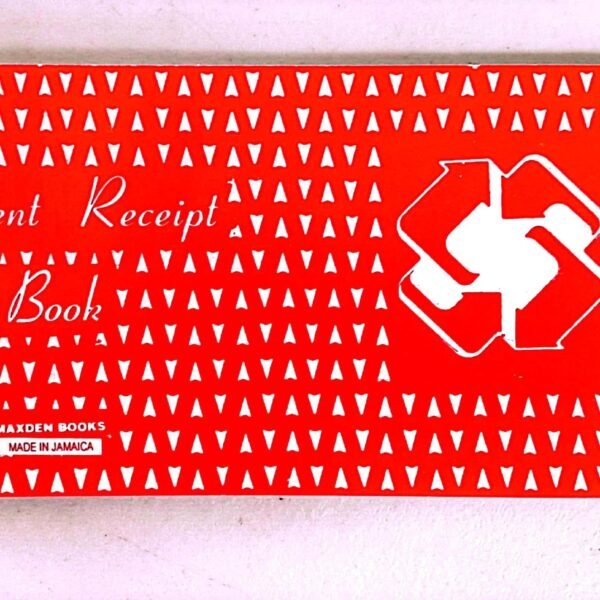 ent Receipt
Book
MAXDEN BOOKS
MADE IN JAMAICA